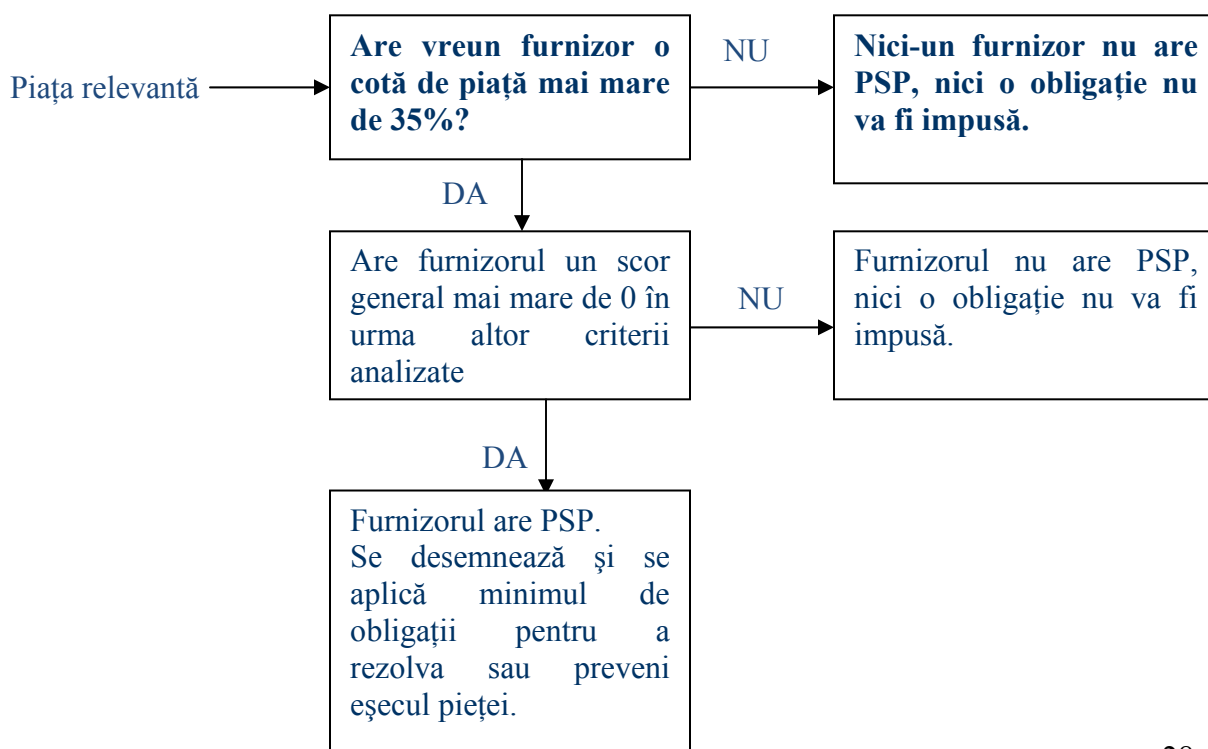 Piața relevantă
Are vreun furnizor o
cotă de piață mai mare
de 35%?
NU
Nici-un furnizor nu are
PSP, nici o obligație nu
va fi impusă.
DA
Are furnizorul un scor
general mai mare de 0 în
urma altor criterii
analizate
NU
Furnizorul nu are PSP,
nici o obligație nu va fi
impusă.
DA
Furnizorul are PSP.
Se desemnează şi se
aplică minimul de
obligații pentru a
rezolva sau preveni
eşecul pieței.